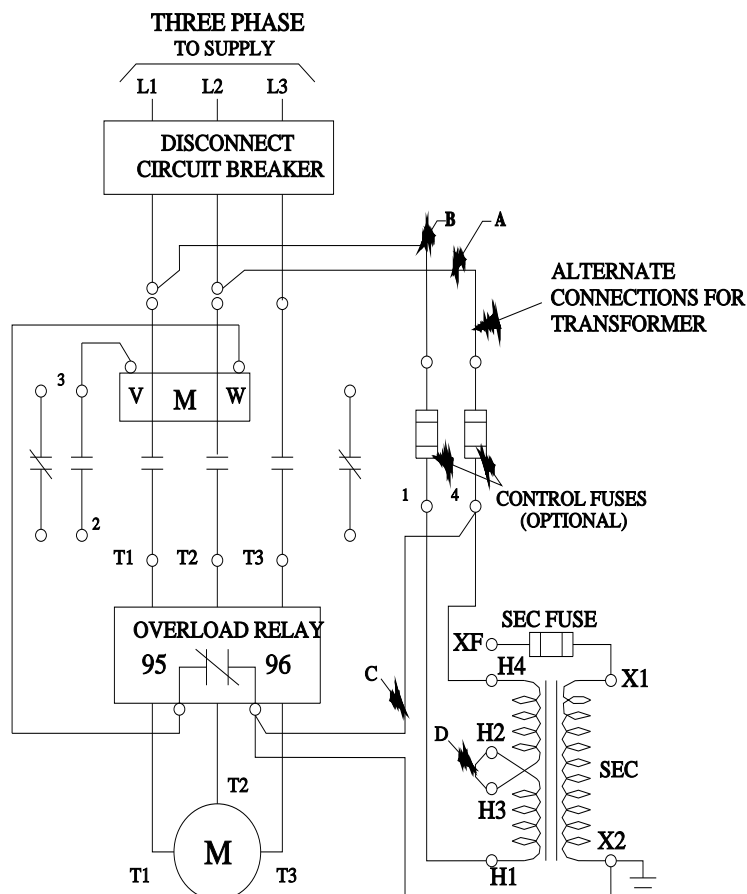 THREE PHASE
TO SUPPLY
L1 L2 L3
DISCONNECT
CIRCUIT BREAKER
B A
ALTERNATE
CONNECTIONS FOR
TRANSFORMER
3
V M W
1 4
CONTROL FUSES
(OPTIONAL)
2
T1 T2 T3
OVERLOAD RELAY
95 96
SEC FUSE
XF
H4 X1
C
D H2
SEC
H3
T2
X2
M
T1 T3
H1